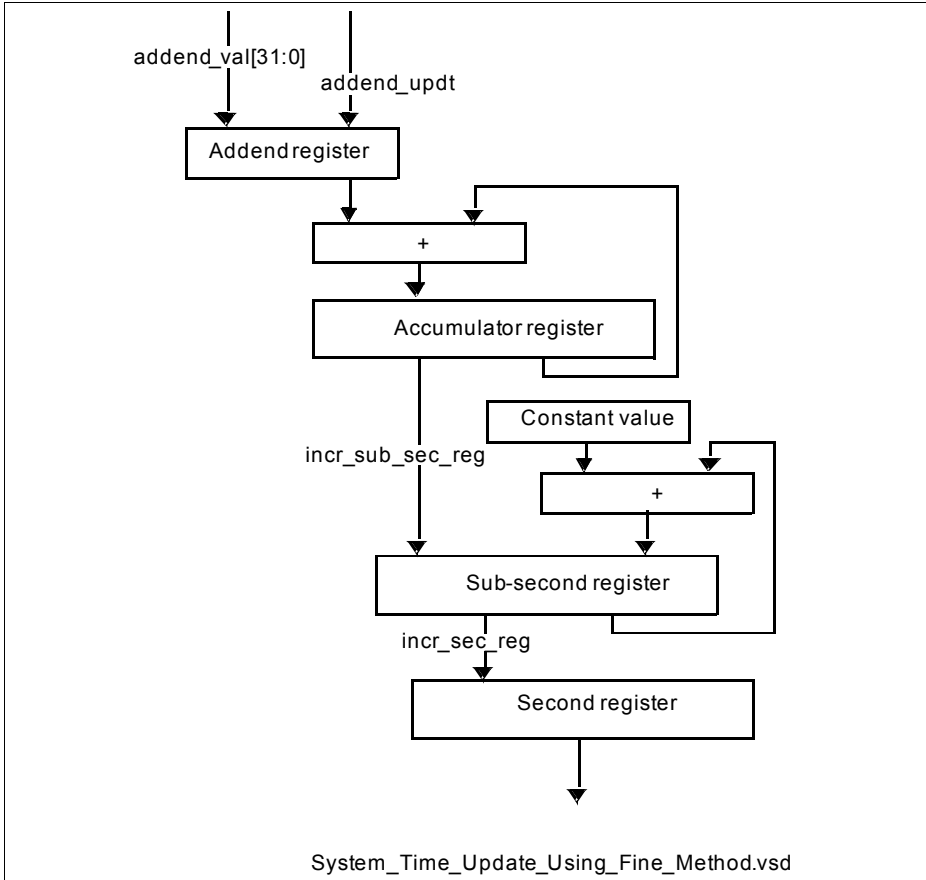 addend_val[31:0]
addend_updt
Addend register
+
Accumulator register
Constant value
incr_sub_sec_reg
+
Sub-second register
incr_sec_reg
Second register
System_Time_Update_Using_Fine_Method.vsd